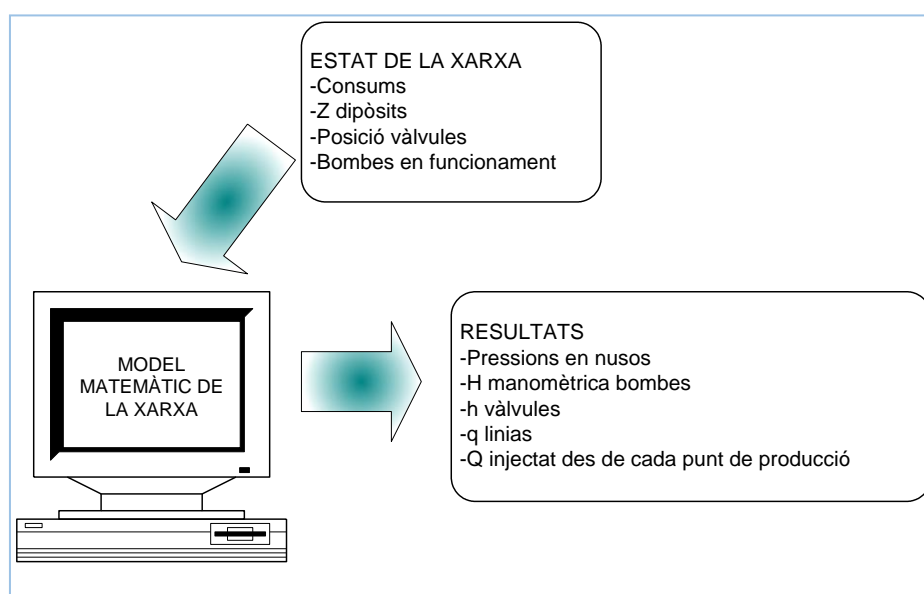 ESTAT DE LA XARXA
-Consums
-Z dipòsits
-Posició vàlvules
-Bombes en funcionament
MODEL
MATEMÀTIC DE
LA XARXA
RESULTATS
-Pressions en nusos
-H manomètrica bombes
-h vàlvules
-q linias
-Q injectat des de cada punt de producció